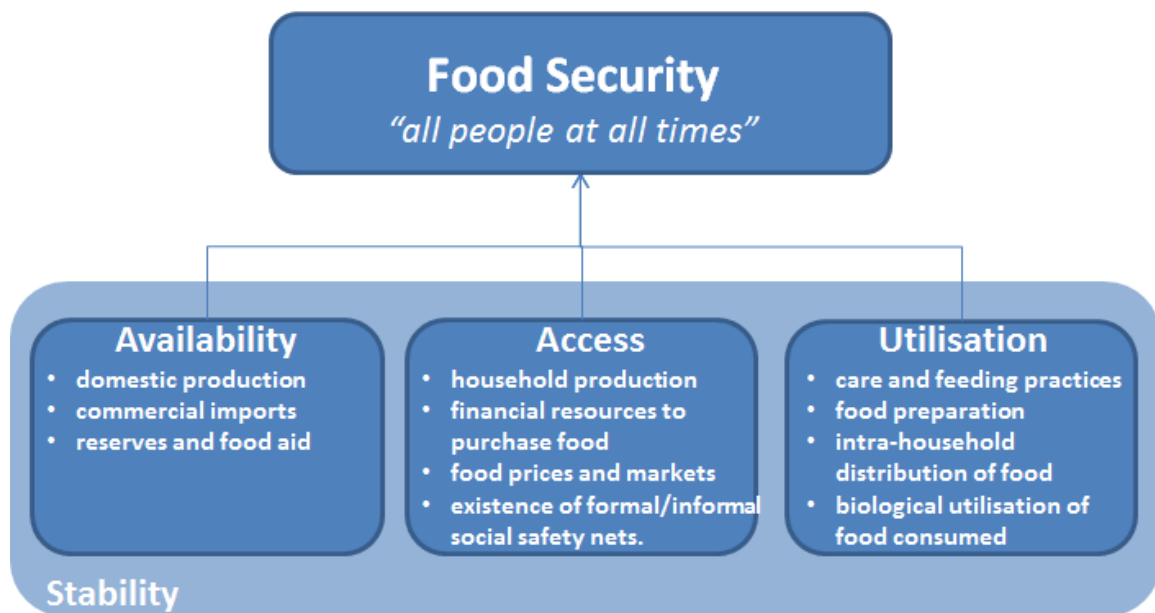 Food Security
“all people at all times”
Availability
• domestic production
• commercial imports
• reserves and food aid
Access
• household production
• financial resources to
purchase food
• food prices and markets
• existence of formal/informal
social safety nets.
Utilisation
• care and feeding practices
• food preparation
• intra-household
distribution of food
• biological utilisation of
food consumed
Stability